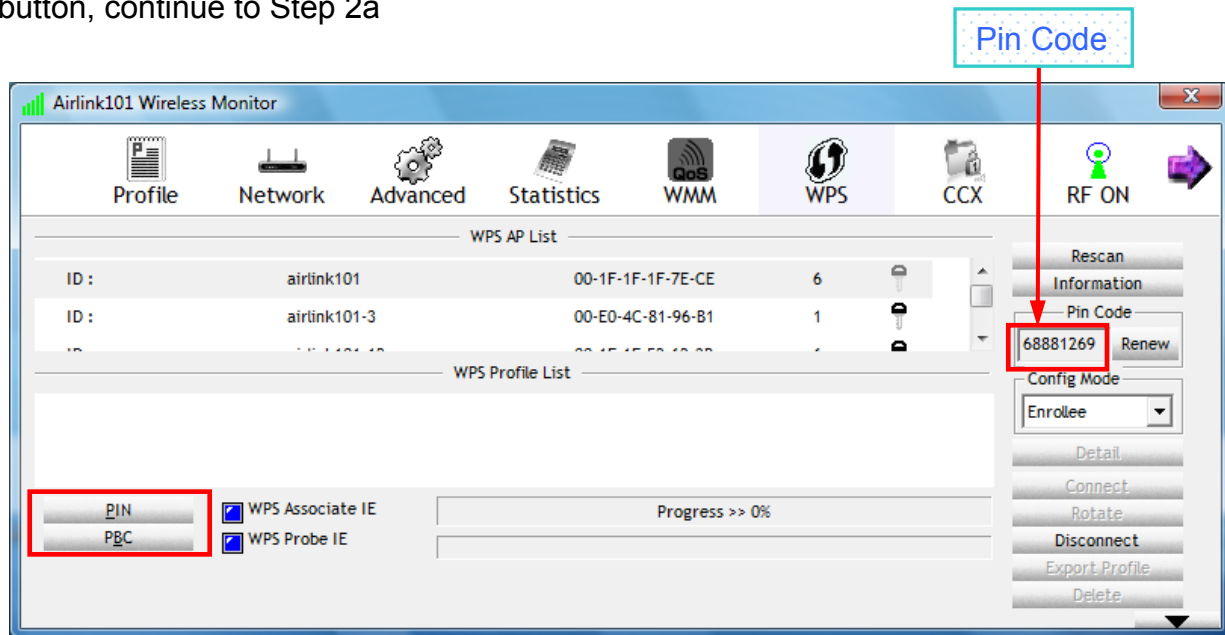 button, continue to Step 2a
Pin Code
Airlink101 Wireless Monitor
X
Profile Network Advanced Statistics WMM WPS CCX RF ON
QoS
WPS AP List
Rescan
ID : airlink101 00-1F-1F-1F-7E-CE 6
Information
ID : airlink101-3 00-E0-4C-81-96-B1 1
Pin Code
68881269 Renew
WPS Profile List
Config Mode
Enrollee
Detail
Connect
PIN WPS Associate IE Progress >> 0%
Rotate
PBC WPS Probe IE
Disconnect
Export Profile
Delete